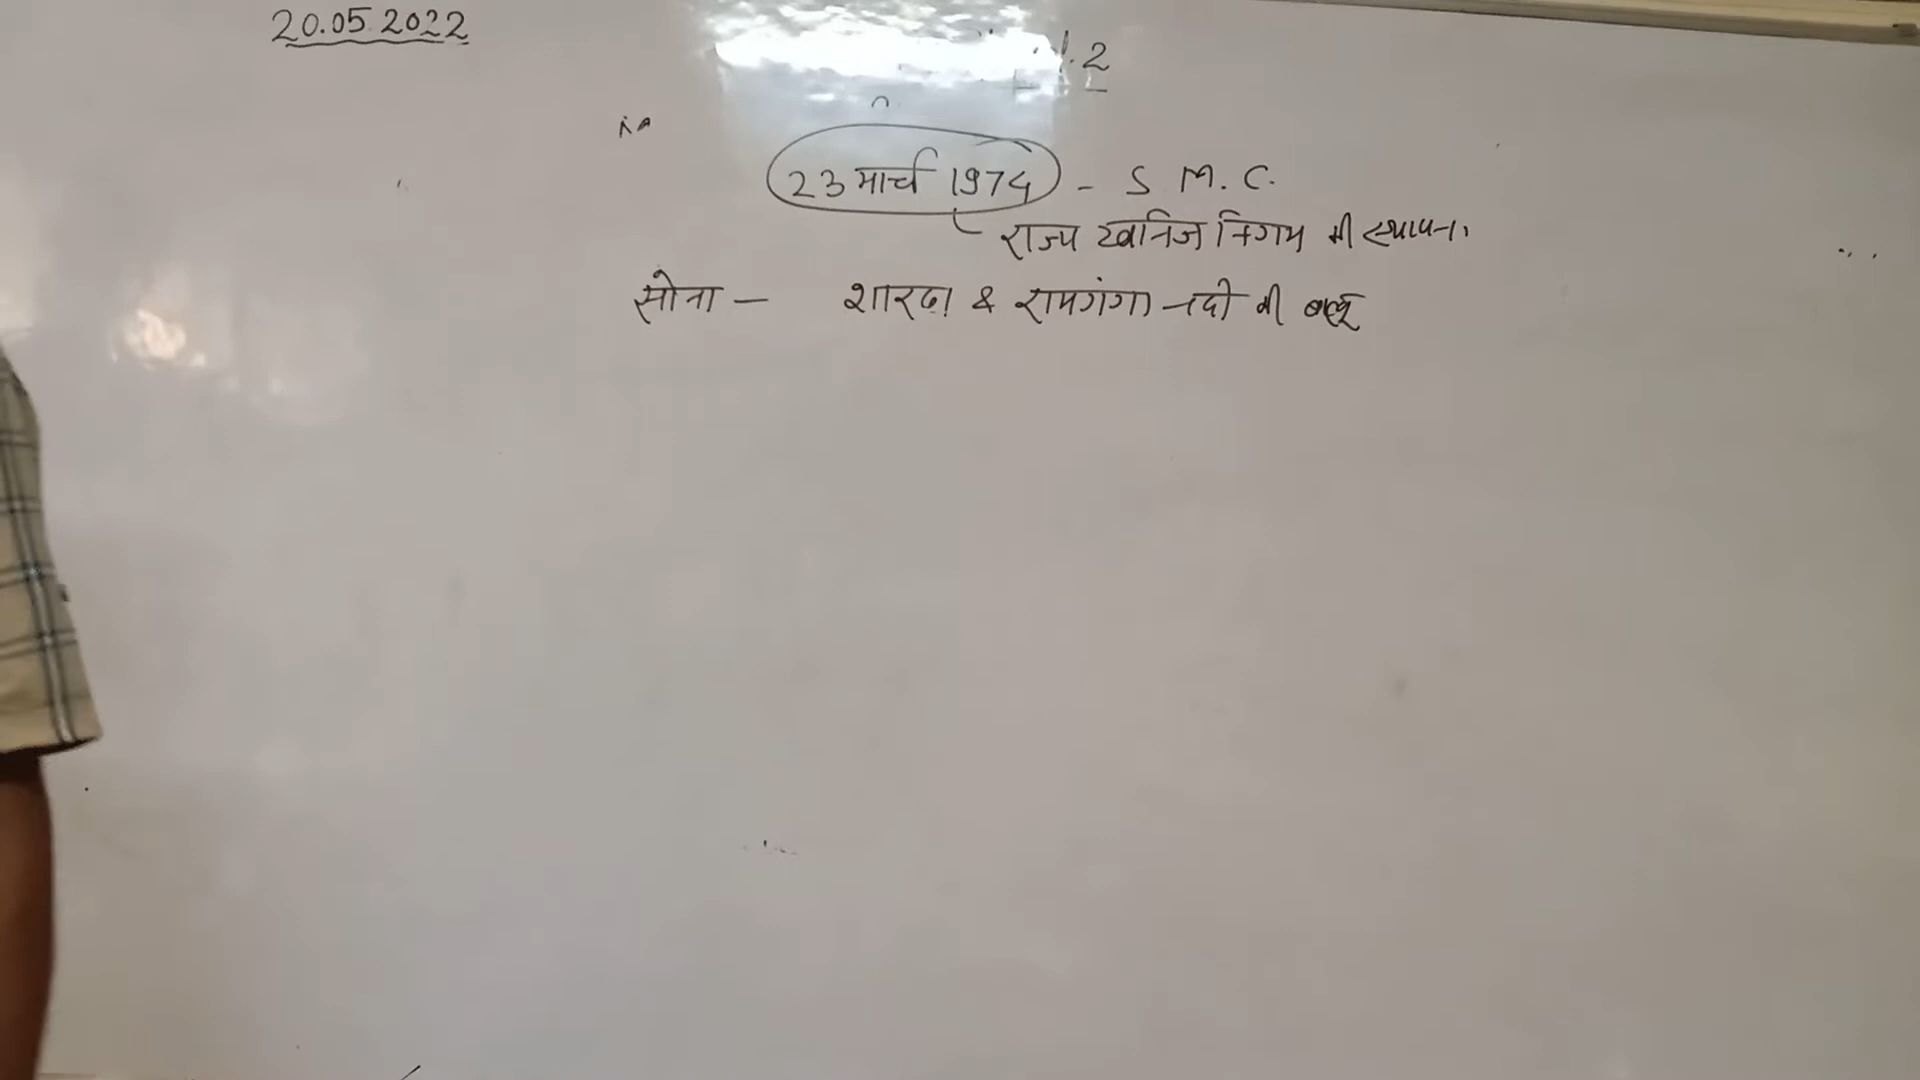 20.05.2022
2
23 मार्च 1974 - S M. C.
राज्य खनिज निगम की स्थापना
सोना - शारदा & रामगंगा नदी की बालू